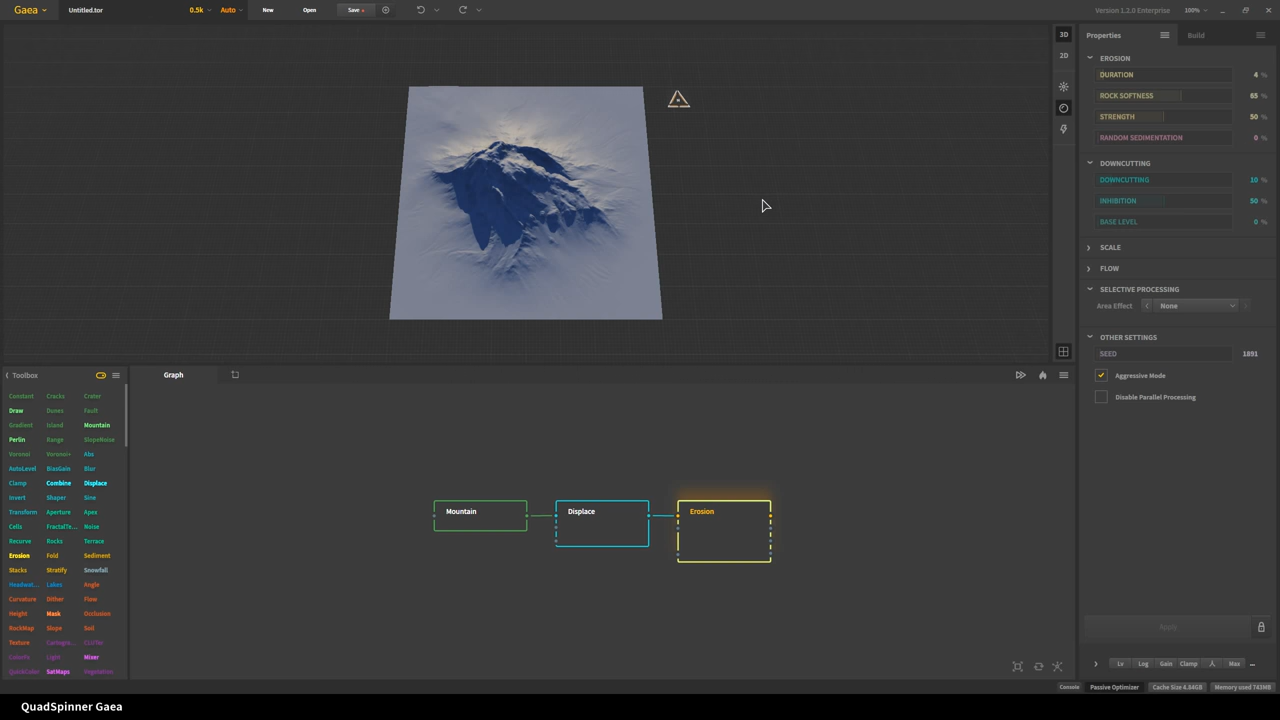 Gaea
Untitled.tor
0.5k
Auto
New
Open
Save
Version 1.2.0 Enterprise
100%
3D
2D
Properties
Build
EROSION
DURATION 4 %
ROCK SOFTNESS 65 %
STRENGTH 50 %
RANDOM SEDIMENTATION 0 %
DOWNCUTTING
DOWNCUTTING 10 %
INHIBITION 50 %
BASE LEVEL 0 %
SCALE
FLOW
SELECTIVE PROCESSING
Area Effect None
OTHER SETTINGS
SEED 1891
Aggressive Mode
Disable Parallel Processing
Apply
Lv Log Gain Clamp Max ...
Toolbox
Graph
Constant Cracks Crater
Draw Dunes Fault
Gradient Island Mountain
Perlin Range SlopeNoise
Voronoi Voronoi+ Abs
AutoLevel BiasGain Blur
Clamp Combine Displace
Invert Shaper Sine
Transform Aperture Apex
Cells FractalTe... Noise
Recurve Rocks Terrace
Erosion Fold Sediment
Stacks Stratify Snowfall
Headwat... Lakes Angle
Curvature Dither Flow
Height Mask Occlusion
RockMap Slope Soil
Texture Cartogra... CLUTer
ColorFx Light Mixer
QuickColor SatMaps Vegetation
Mountain
Displace
Erosion
Console
Passive Optimizer
Cache Size 4.84GB
Memory used 743MB
QuadSpinner Gaea